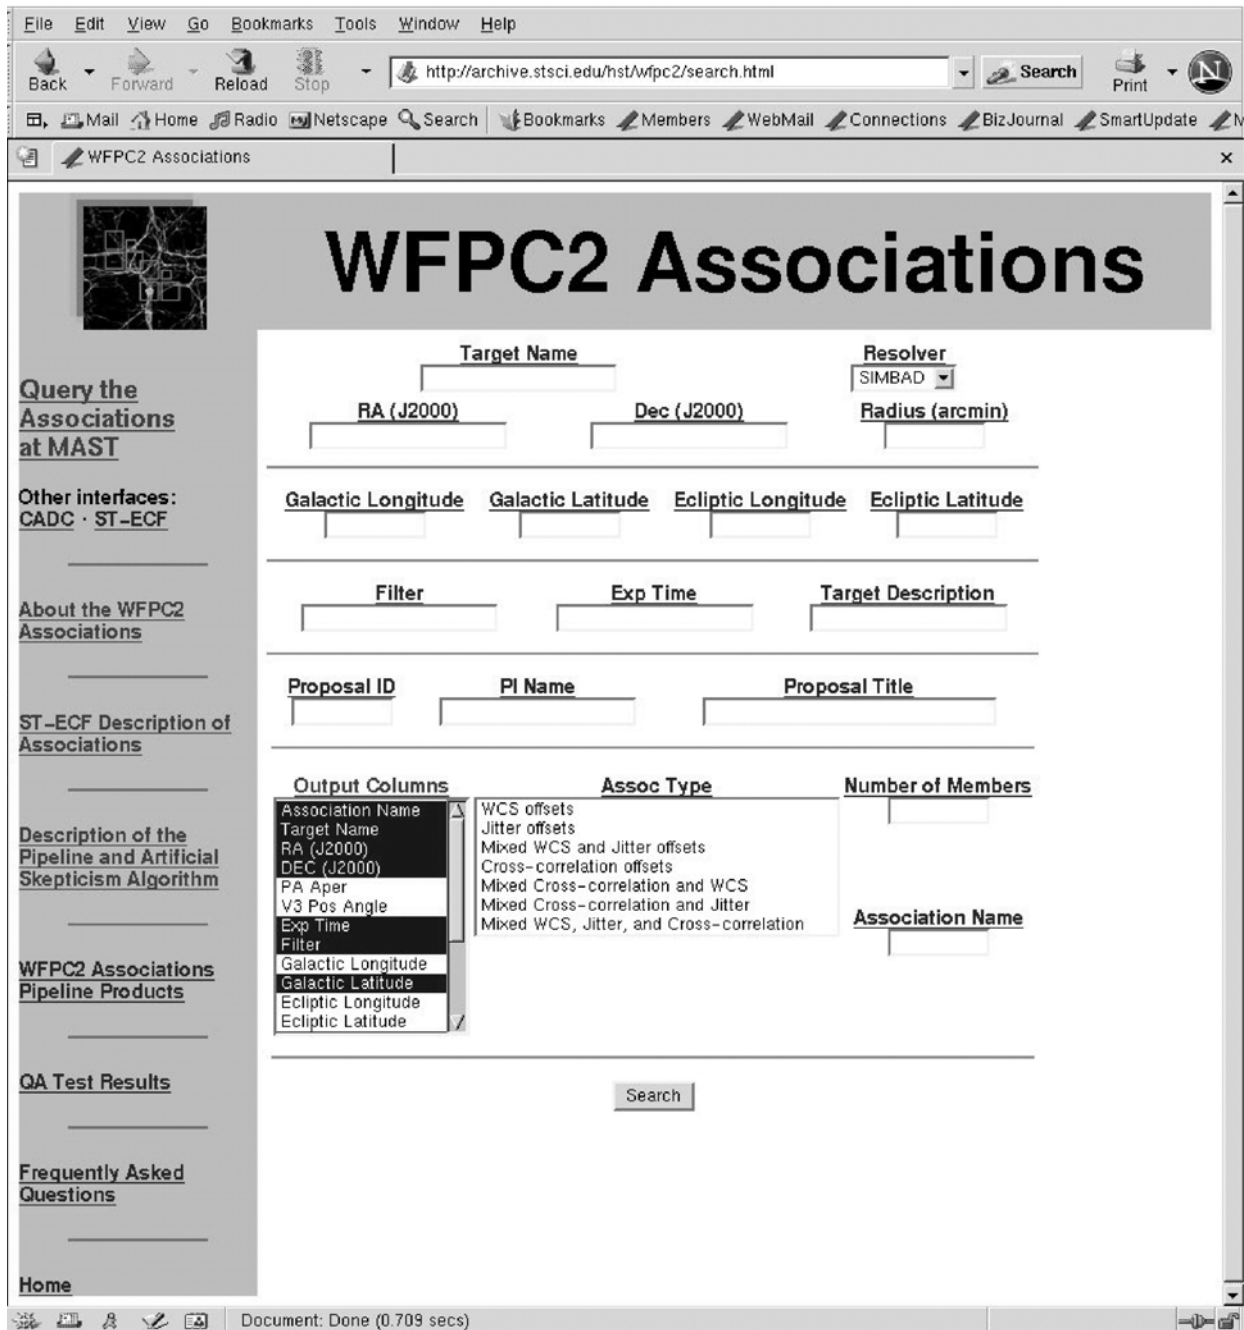 File Edit View Go Bookmarks Tools Window Help
Back Forward Reload Stop http://archive.stsci.edu/hst/wfpc2/search.html Search Print N
Mail Home Radio Netscape Search Bookmarks Members WebMail Connections BizJournal SmartUpdate M
WFPC2 Associations
WFPC2 Associations
Query the
Associations
at MAST
Other interfaces:
CADC · ST-ECF
About the WFPC2
Associations
ST-ECF Description of
Associations
Description of the
Pipeline and Artificial
Skepticism Algorithm
WFPC2 Associations
Pipeline Products
QA Test Results
Frequently Asked
Questions
Home
Target Name Resolver
SIMBAD
RA (J2000) Dec (J2000) Radius (arcmin)
Galactic Longitude Galactic Latitude Ecliptic Longitude Ecliptic Latitude
Filter Exp Time Target Description
Proposal ID PI Name Proposal Title
Output Columns Assoc Type Number of Members
Association Name
Target Name
RA (J2000)
DEC (J2000)
PA Aper
V3 Pos Angle
Exp Time
Filter
Galactic Longitude
Galactic Latitude
Ecliptic Longitude
Ecliptic Latitude
WCS offsets
Jitter offsets
Mixed WCS and Jitter offsets
Cross-correlation offsets
Mixed Cross-correlation and WCS
Mixed Cross-correlation and Jitter
Mixed WCS, Jitter, and Cross-correlation
Association Name
Search
Document: Done (0.709 secs)